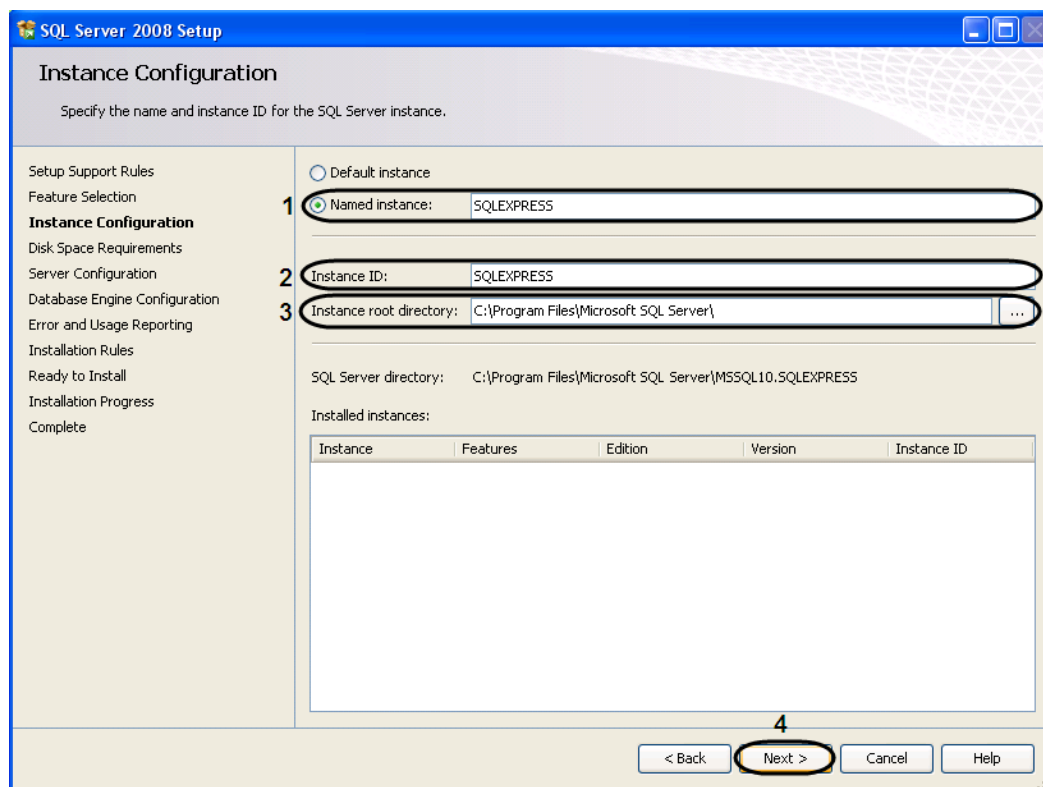 SQL Server 2008 Setup
Instance Configuration
Specify the name and instance ID for the SQL Server instance.
Setup Support Rules
Feature Selection
Instance Configuration
Disk Space Requirements
Server Configuration
Database Engine Configuration
Error and Usage Reporting
Installation Rules
Ready to Install
Installation Progress
Complete
Default instance
1 Named instance: SQLEXPRESS
2 Instance ID: SQLEXPRESS
3 Instance root directory: C:\Program Files\Microsoft SQL Server\ ...
SQL Server directory: C:\Program Files\Microsoft SQL Server\MSSQL10.SQLEXPRESS
Installed instances:
Instance Features Edition Version Instance ID
4
< Back Next > Cancel Help